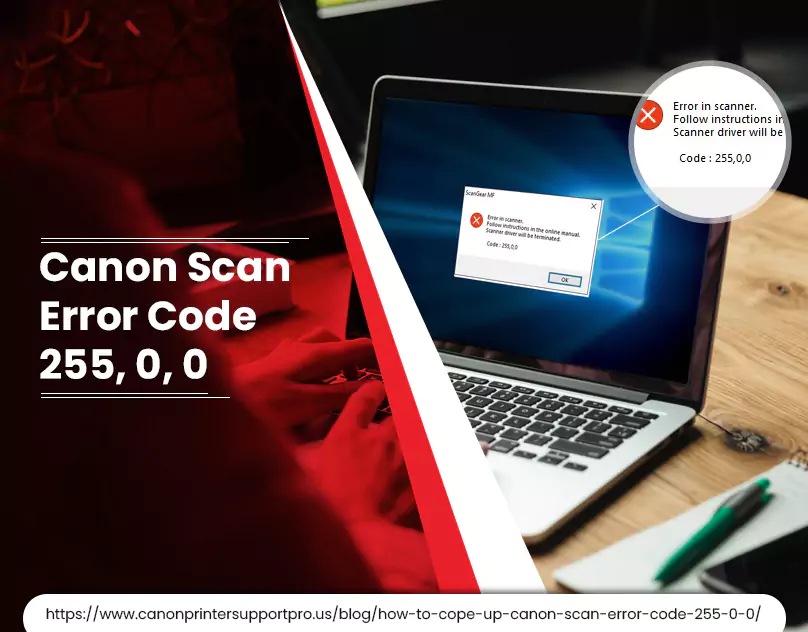 Canon Scan
Error Code
255, 0, 0
ScanGear MF
Error in scanner.
Follow instructions in the online manual.
Scanner driver will be terminated.
Code : 255,0,0
OK
Error in scanner.
Follow instructions in
Scanner driver will be
Code : 255,0,0
https://www.canonprintersupportpro.us/blog/how-to-cope-up-canon-scan-error-code-255-0-0/